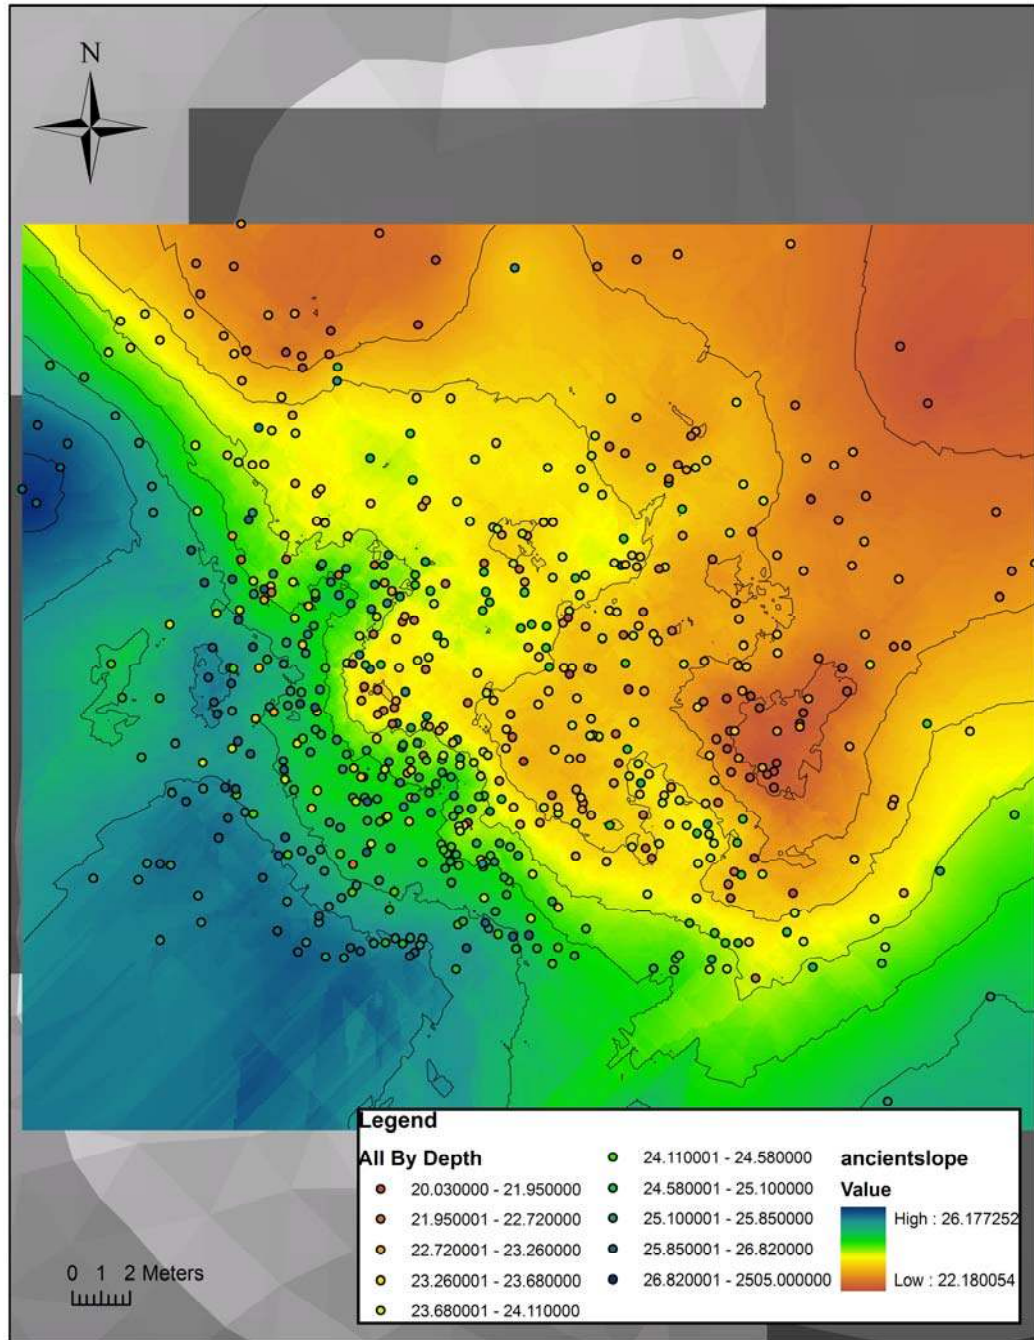 N
Legend
All By Depth
20.030000 - 21.950000
21.950001 - 22.720000
22.720001 - 23.260000
23.260001 - 23.680000
23.680001 - 24.110000
24.110001 - 24.580000
24.580001 - 25.100000
25.100001 - 25.850000
25.850001 - 26.820000
26.820001 - 2505.000000
ancientslope
Value
High : 26.177252
Low : 22.180054
0 1 2 Meters